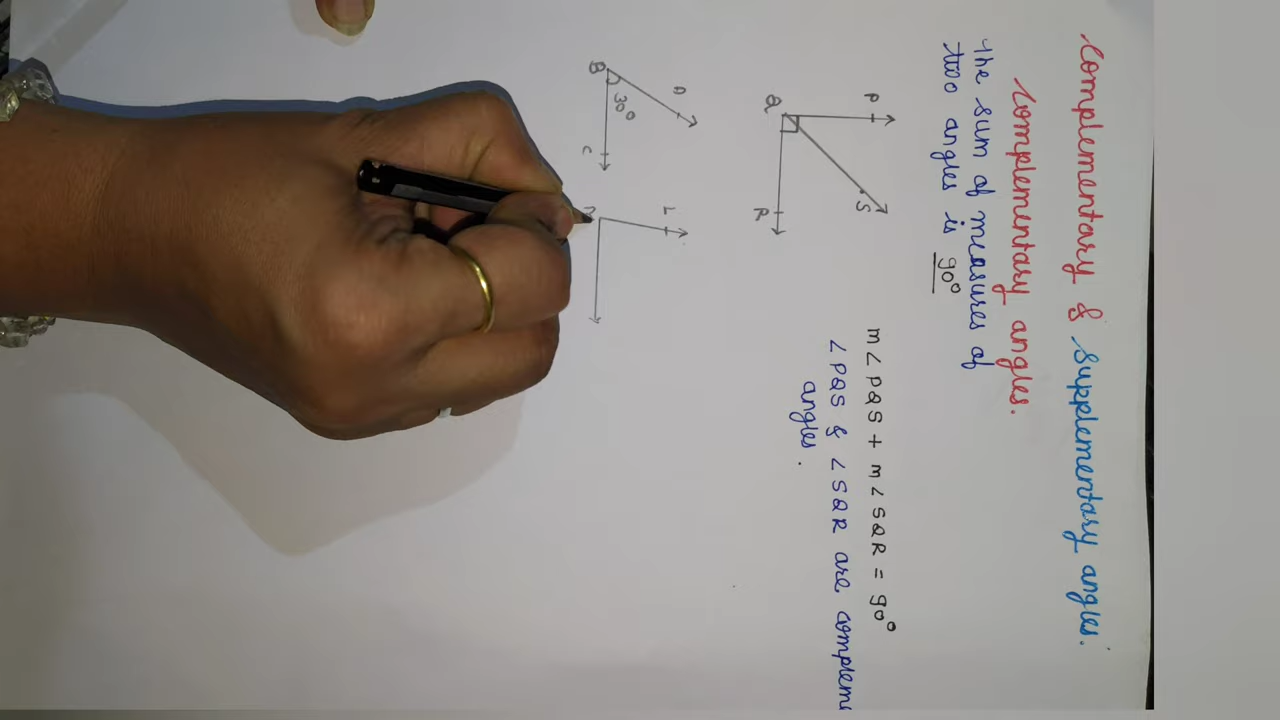 Complementary & Supplementary angles.
Complementary angles.
The sum of measures of
two angles is 90°
P
S
Q
R
m∠PQS + m∠SQR = 90°
∠PQS & ∠SQR are compleme
angles.
A
30°
B
C
L